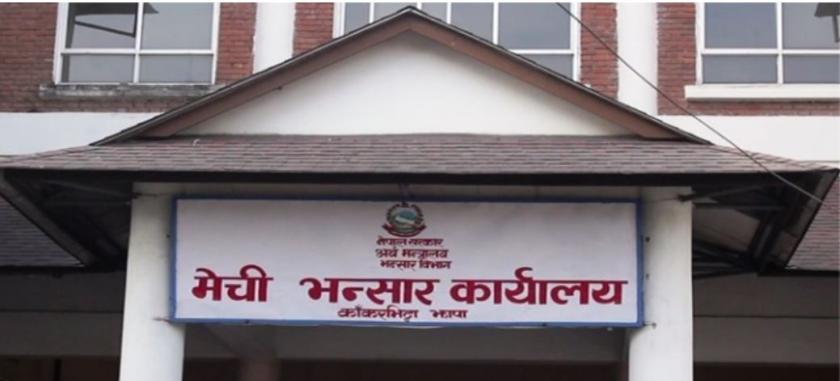 नेपाल सरकार
अर्थ मन्त्रालय
भन्सार विभाग
मेची भन्सार कार्यालय
काँकरभिट्टा झापा